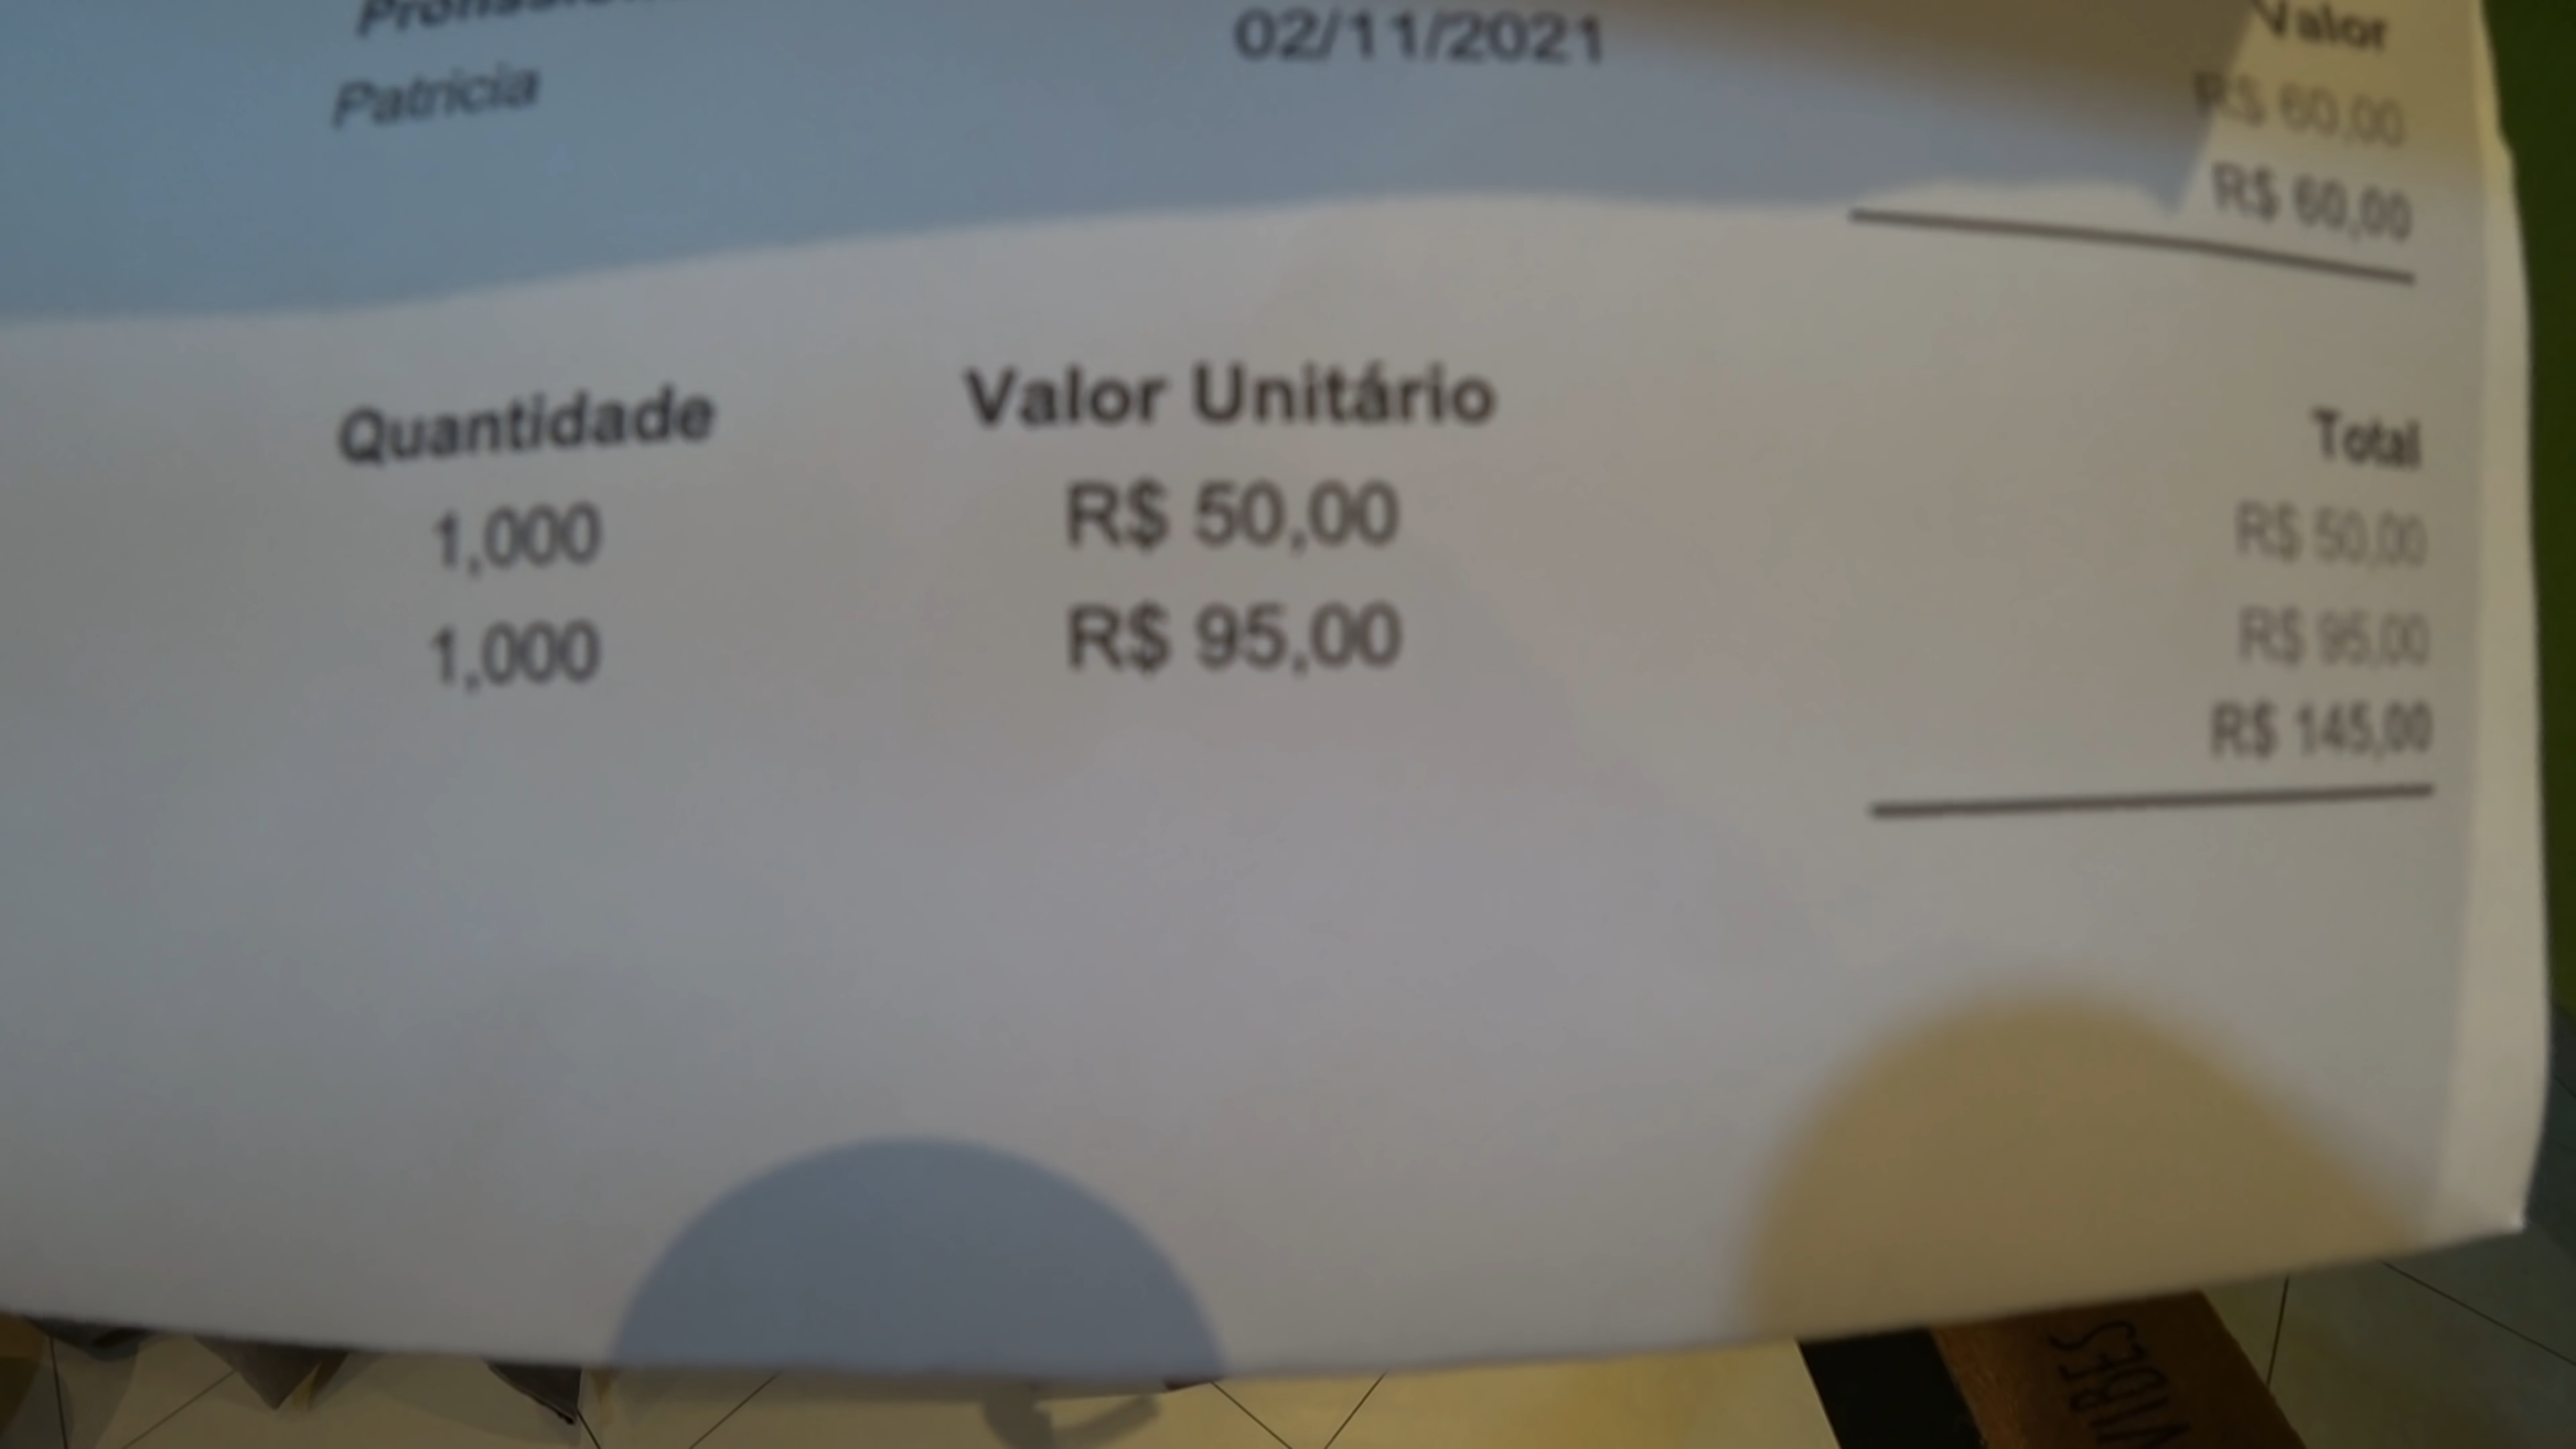 02/11/2021 Valor
Patricia R$ 60,00
R$ 60,00
Quantidade Valor Unitário Total
1,000 R$ 50,00 R$ 50,00
1,000 R$ 95,00 R$ 95,00
R$ 145,00